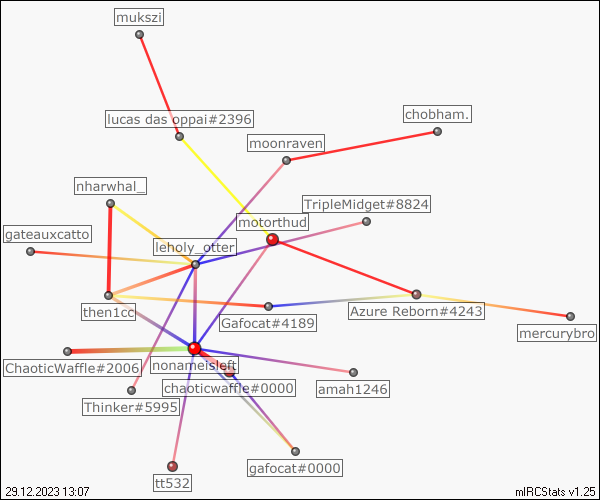 mukszi
lucas das oppai#2396
chobham.
moonraven
nharwhal_
TripleMidget#8824
motorthud
gateauxcatto
leholy_otter
then1cc
Gafocat#4189
Azure Reborn#4243
mercurybro
ChaoticWaffle#2006
nonameisleft
chaoticwaffle#0000
amah1246
Thinker#5995
gafocat#0000
tt532
29.12.2023 13:07
mIRCStats v1.25